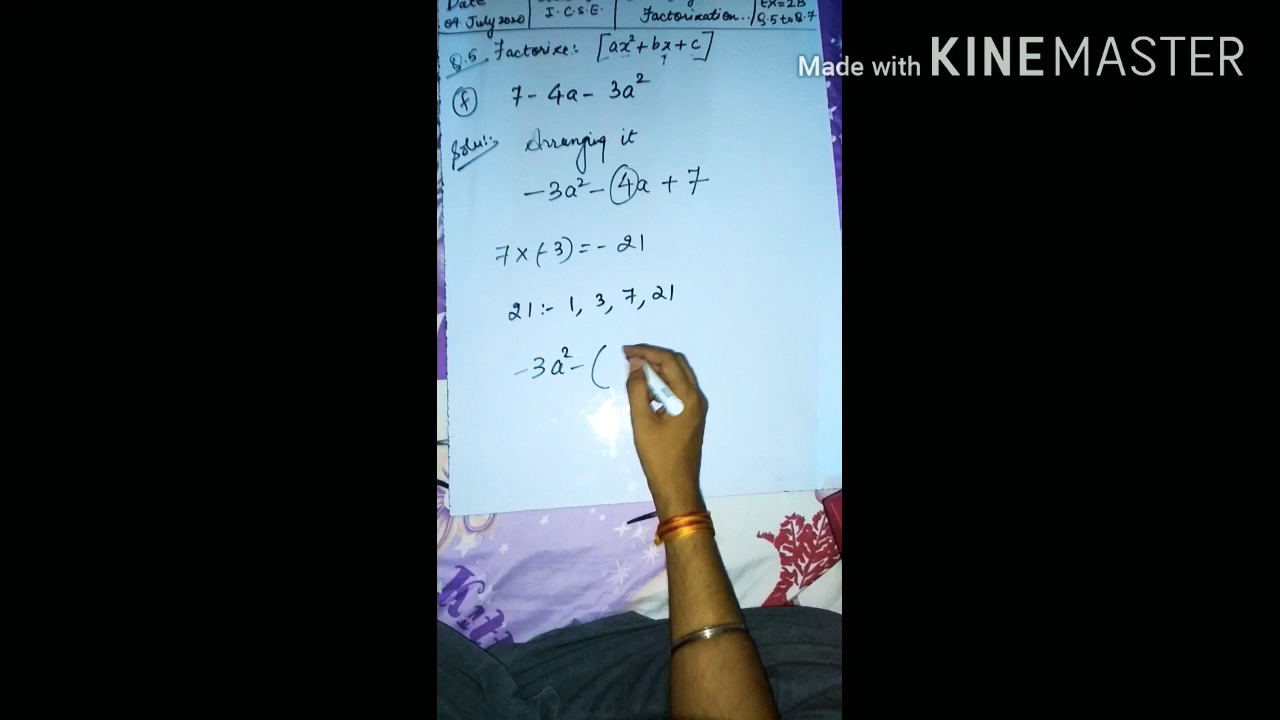 Date
09 July 2020
I.C.S.E.
Factorization..
Ex=2B
Q.5 to Q.7
Q.5. Factorize: [ax²+bx+c]
(f) 7 - 4a - 3a²
Solu:- Arranging it
-3a² - 4a + 7
7×(-3) = - 21
21:- 1, 3, 7, 21
-3a² - (
Made with KINEMASTER